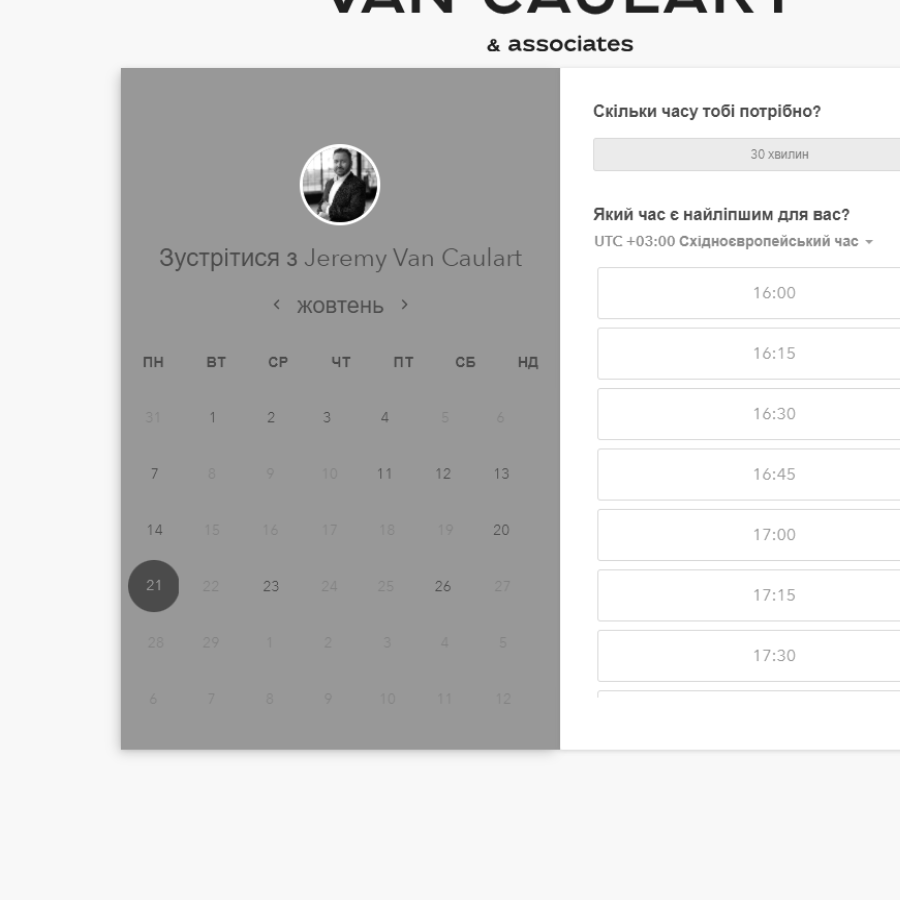 VAN CAULART
& associates
Зустрітися з Jeremy Van Caulart
жовтень
ПН ВТ СР ЧТ ПТ СБ НД
31 1 2 3 4 5 6
7 8 9 10 11 12 13
14 15 16 17 18 19 20
21 22 23 24 25 26 27
28 29 1 2 3 4 5
6 7 8 9 10 11 12
Скільки часу тобі потрібно?
30 хвилин
Який час є найліпшим для вас?
UTC +03:00 Східноєвропейський час
16:00
16:15
16:30
16:45
17:00
17:15
17:30